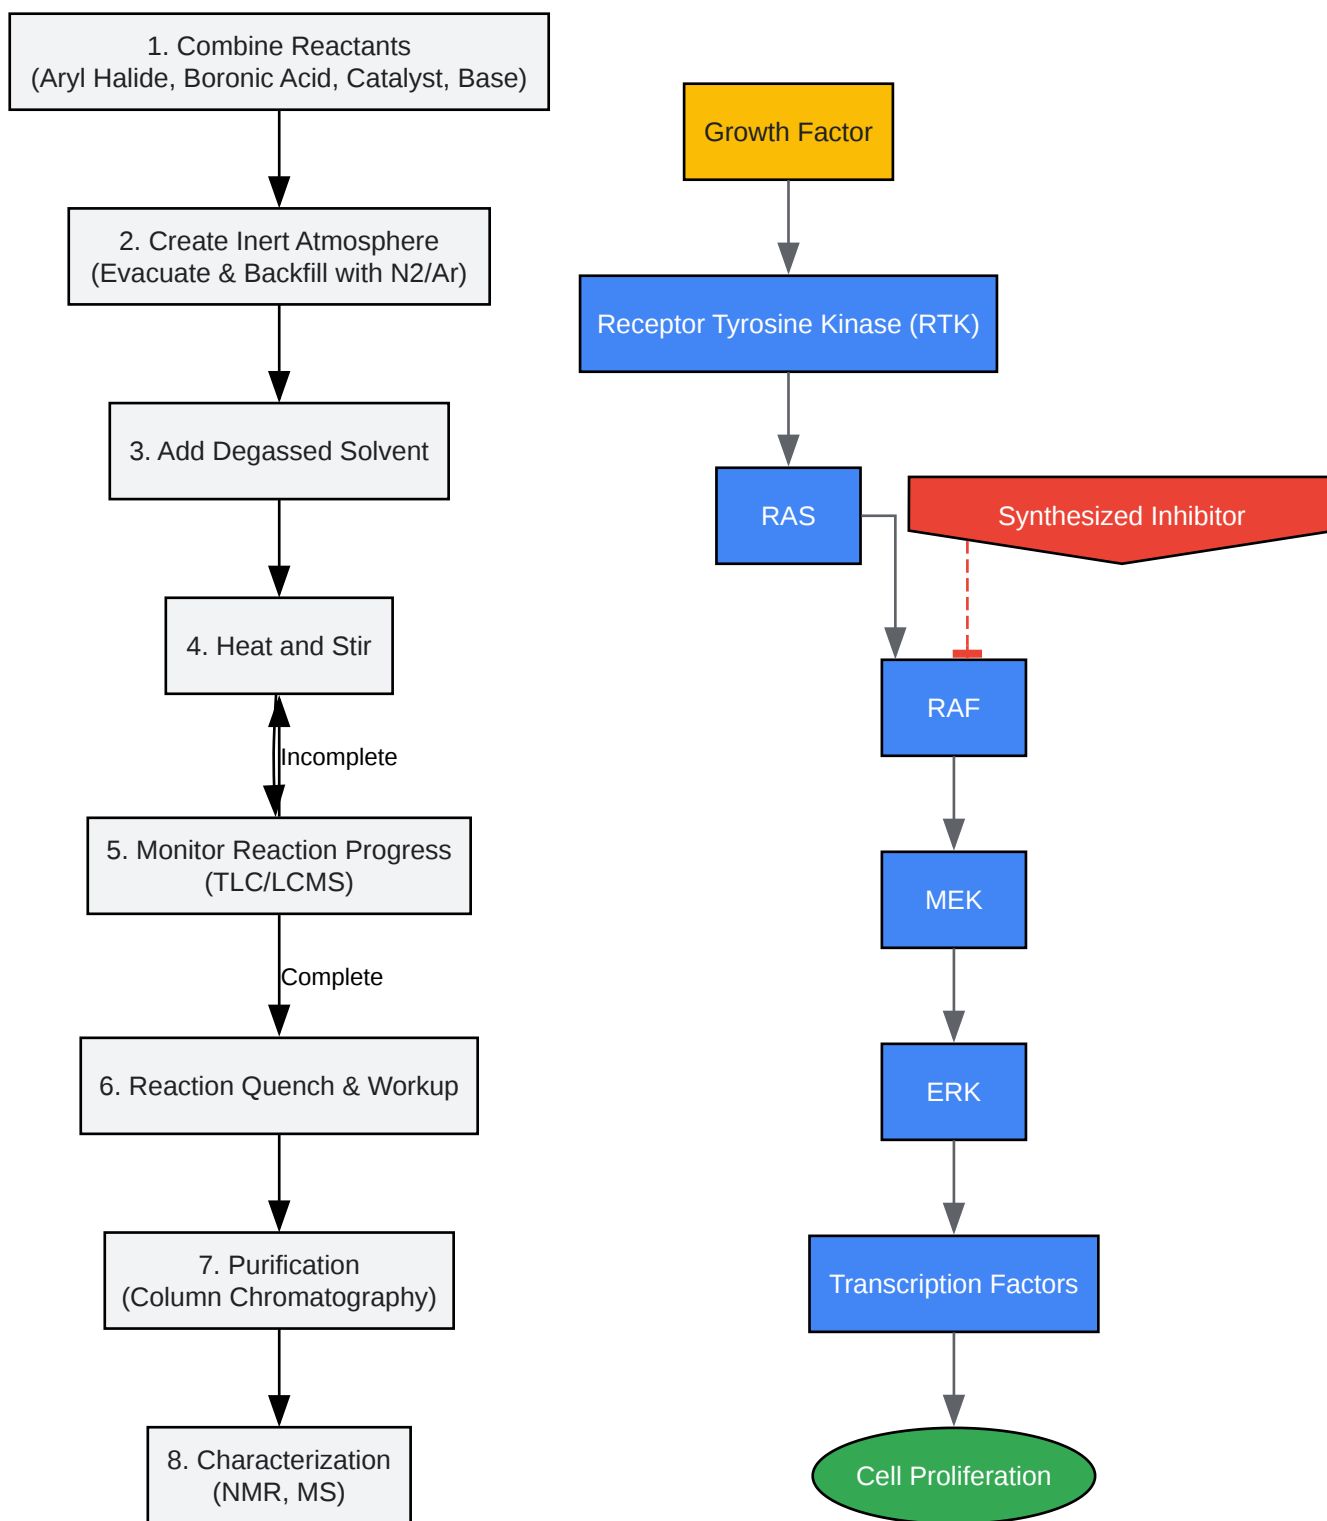 1. Combine Reactants
(Aryl Halide, Boronic Acid, Catalyst, Base)
2. Create Inert Atmosphere
(Evacuate & Backfill with N2/Ar)
3. Add Degassed Solvent
4. Heat and Stir
Incomplete
5. Monitor Reaction Progress
(TLC/LCMS)
Complete
6. Reaction Quench & Workup
7. Purification
(Column Chromatography)
8. Characterization
(NMR, MS)
Growth Factor
Receptor Tyrosine Kinase (RTK)
RAS
Synthesized Inhibitor
RAF
MEK
ERK
Transcription Factors
Cell Proliferation